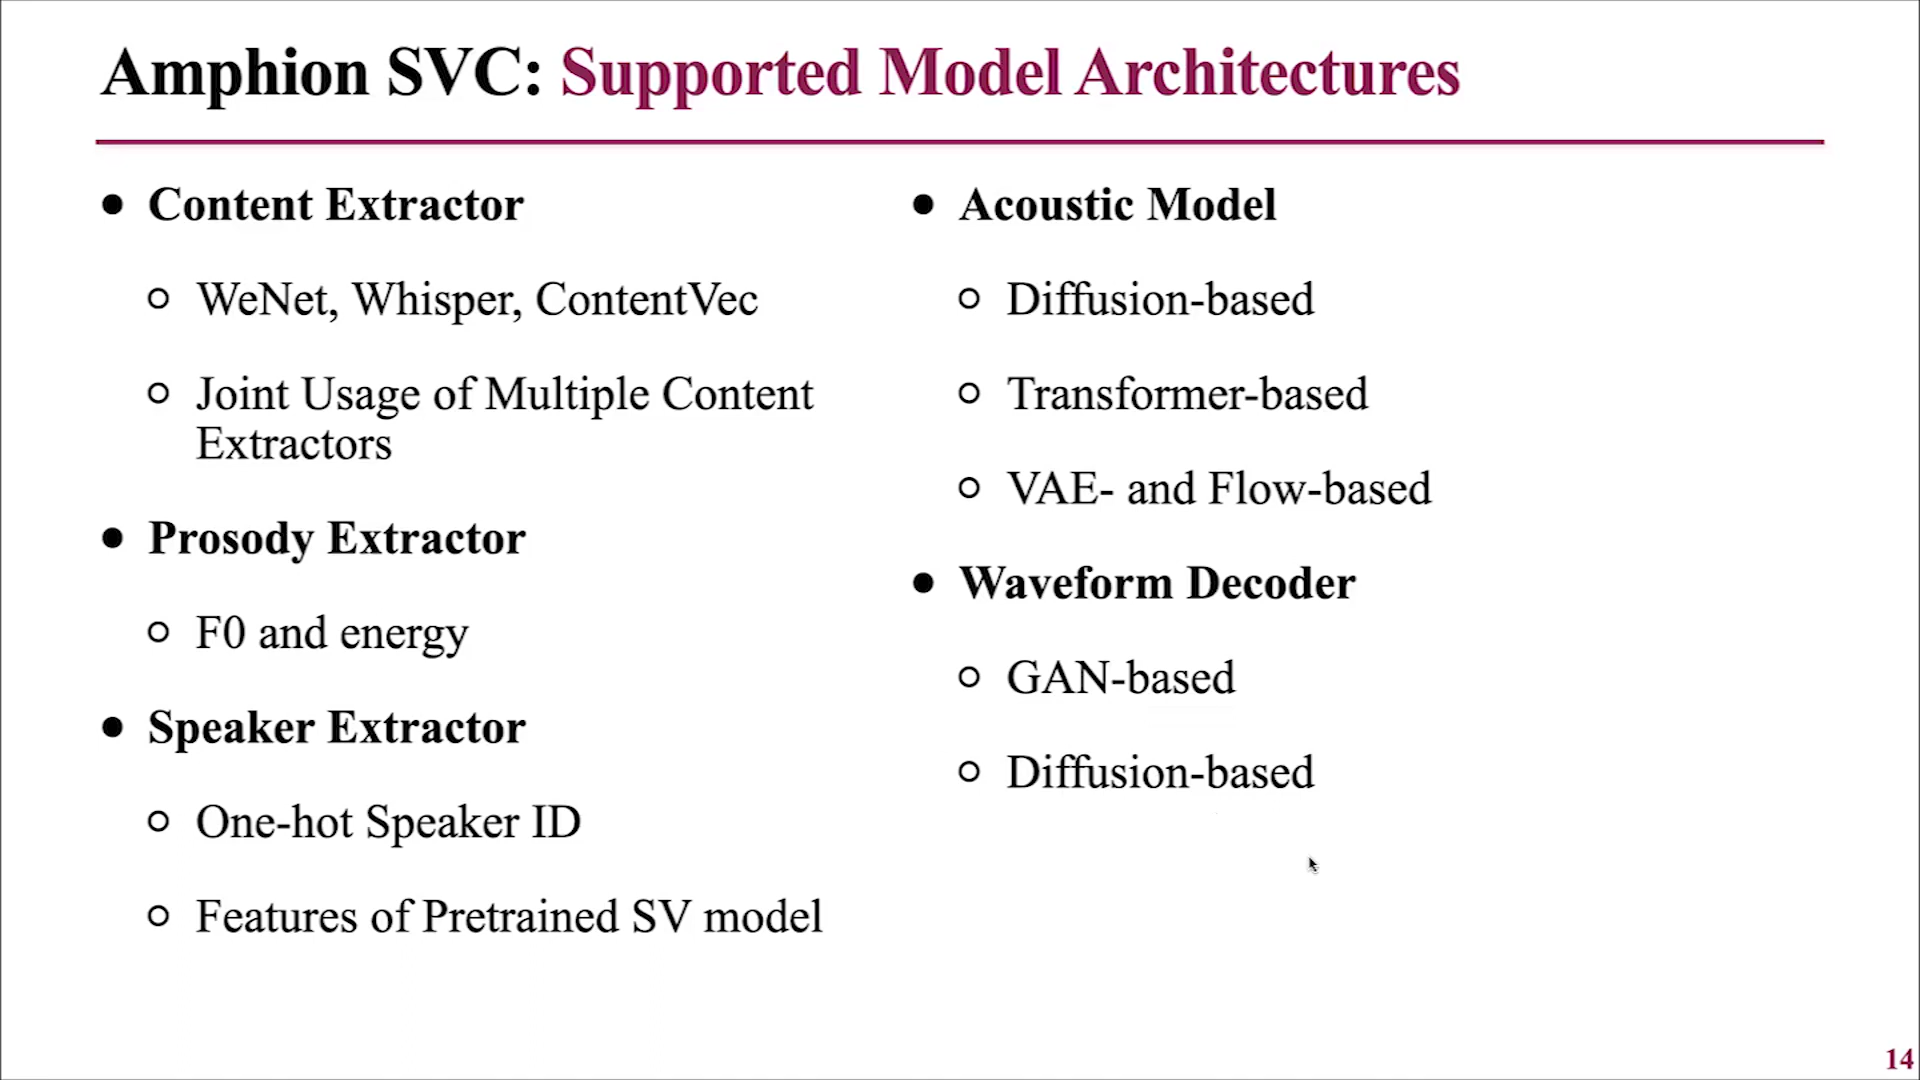 Amphion SVC: Supported Model Architectures
• Content Extractor
○ WeNet, Whisper, ContentVec
○ Joint Usage of Multiple Content
Extractors
• Prosody Extractor
○ F0 and energy
• Speaker Extractor
○ One-hot Speaker ID
○ Features of Pretrained SV model
• Acoustic Model
○ Diffusion-based
○ Transformer-based
○ VAE- and Flow-based
• Waveform Decoder
○ GAN-based
○ Diffusion-based
14